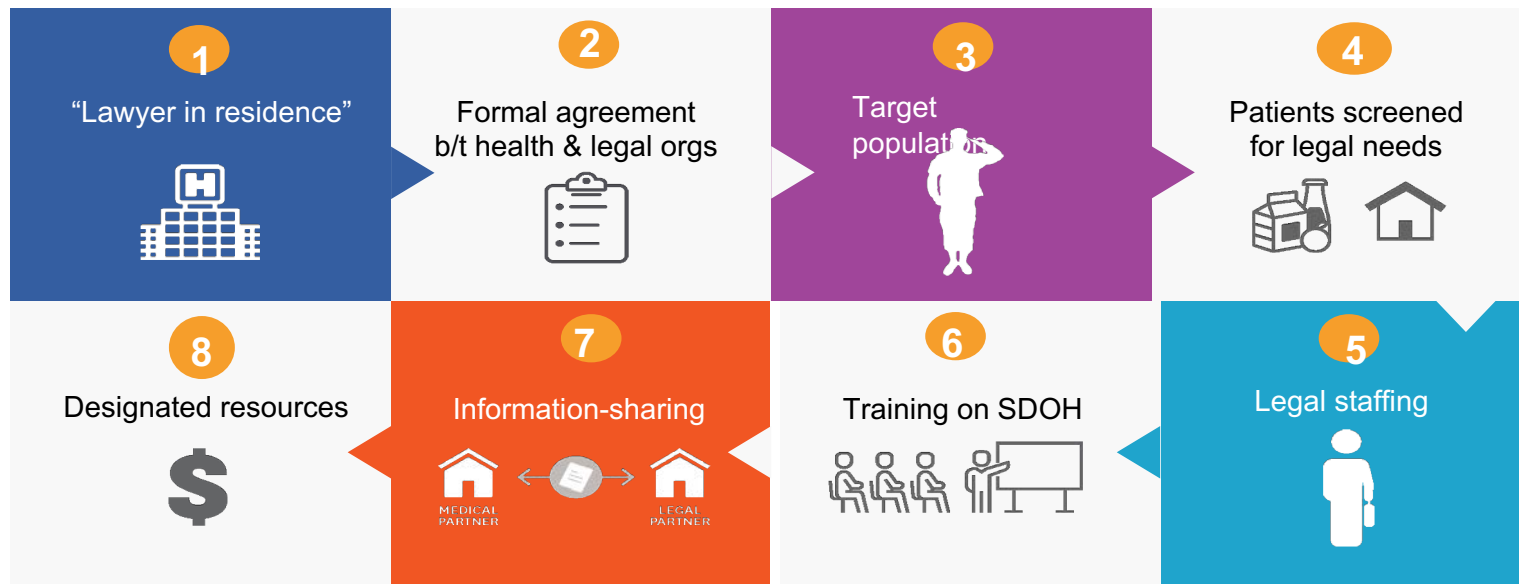 1
“Lawyer in residence”
H
2
Formal agreement
b/t health & legal orgs
3
Target
population
4
Patients screened
for legal needs
5
Legal staffing
6
Training on SDOH
7
Information-sharing
MEDICAL
PARTNER
LEGAL
PARTNER
8
Designated resources
$